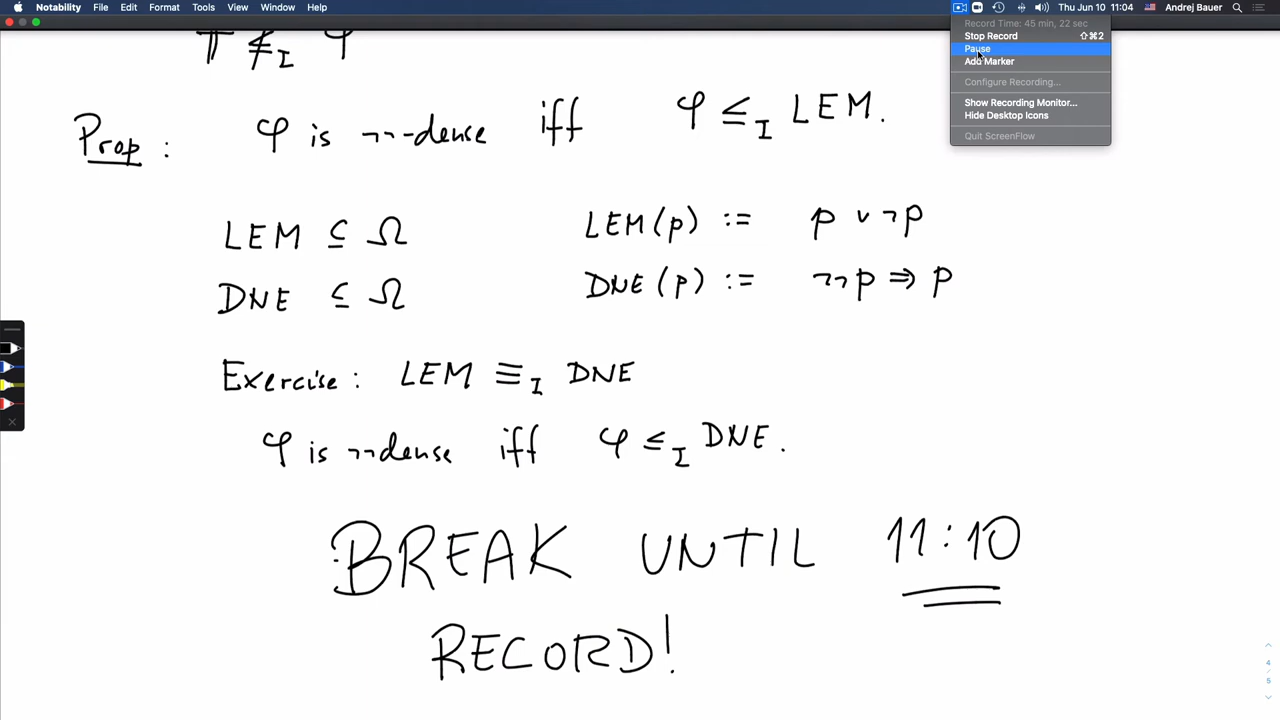 Notability File Edit Format Tools View Window Help Thu Jun 10 11:04 Andrej Bauer
Record Time: 45 min, 22 sec
Stop Record ⇧⌘2
Pause
Add Marker
Configure Recording...
Show Recording Monitor...
Hide Desktop Icons
Quit ScreenFlow
⊤ ≰_I φ
Prop : φ is ¬¬-dense iff φ ≤_I LEM.
LEM ⊆ Ω LEM(p) := p ∨ ¬p
DNE ⊆ Ω DNE(p) := ¬¬p ⇒ p
Exercise: LEM ≡_I DNE
φ is ¬¬dense iff φ ≤_I DNE.
BREAK UNTIL 11:10
RECORD!
4
5